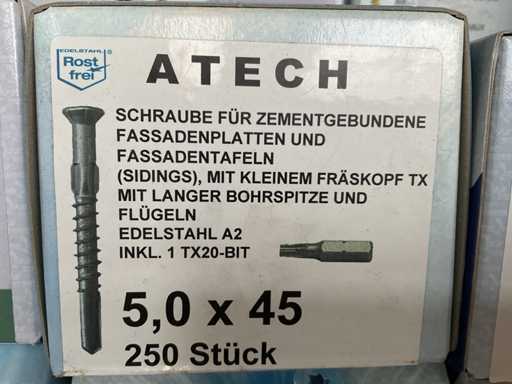 EDELSTAHL
Rost
frei
®
ATECH
SCHRAUBE FÜR ZEMENTGEBUNDENE
FASSADENPLATTEN UND
FASSADENTAFELN
(SIDINGS), MIT KLEINEM FRÄSKOPF TX
MIT LANGER BOHRSPITZE UND
FLÜGELN
EDELSTAHL A2
INKL. 1 TX20-BIT
5,0 x 45
250 Stück